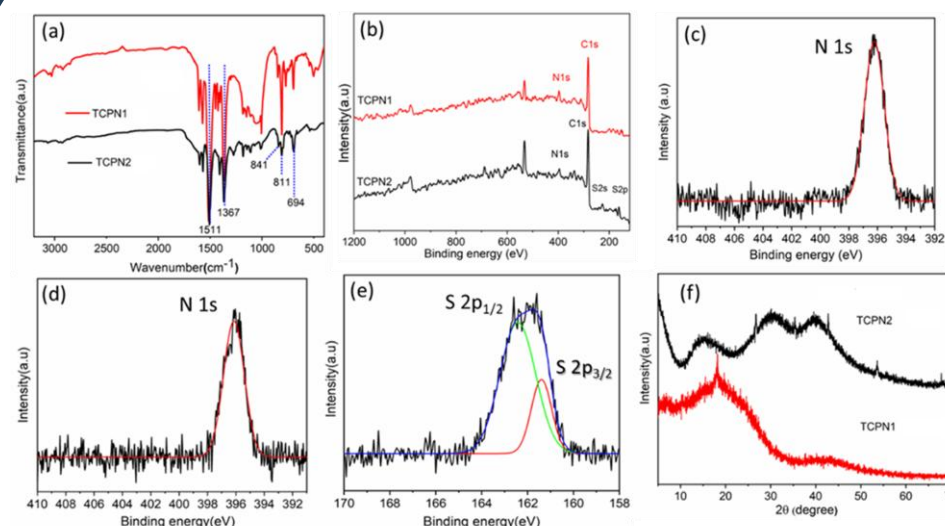 (a)
TCPN1
TCPN2
841
811
1367
694
1511
3000 2500 2000 1500 1000 500
Wavenumber(cm⁻¹)
Transmittance(a.u)
(b)
C1s
N1s
TCPN1
C1s
N1s
TCPN2
S2s S2p
1200 1000 800 600 400 200
Binding energy (eV)
Intensity(a.u)
(c)
N 1s
410 408 406 404 402 400 398 396 394 392
Binding energy (eV)
Intensity(a.u)
(d)
N 1s
410 408 406 404 402 400 398 396 394 392
Binding energy(eV)
Intensity(a.u)
(e)
S 2p1/2
S 2p3/2
170 168 166 164 162 160 158
Binding energy(eV)
Intensity(a.u)
(f)
TCPN2
TCPN1
10 20 30 40 50 60
2θ (degree)
Intensity(a.u)